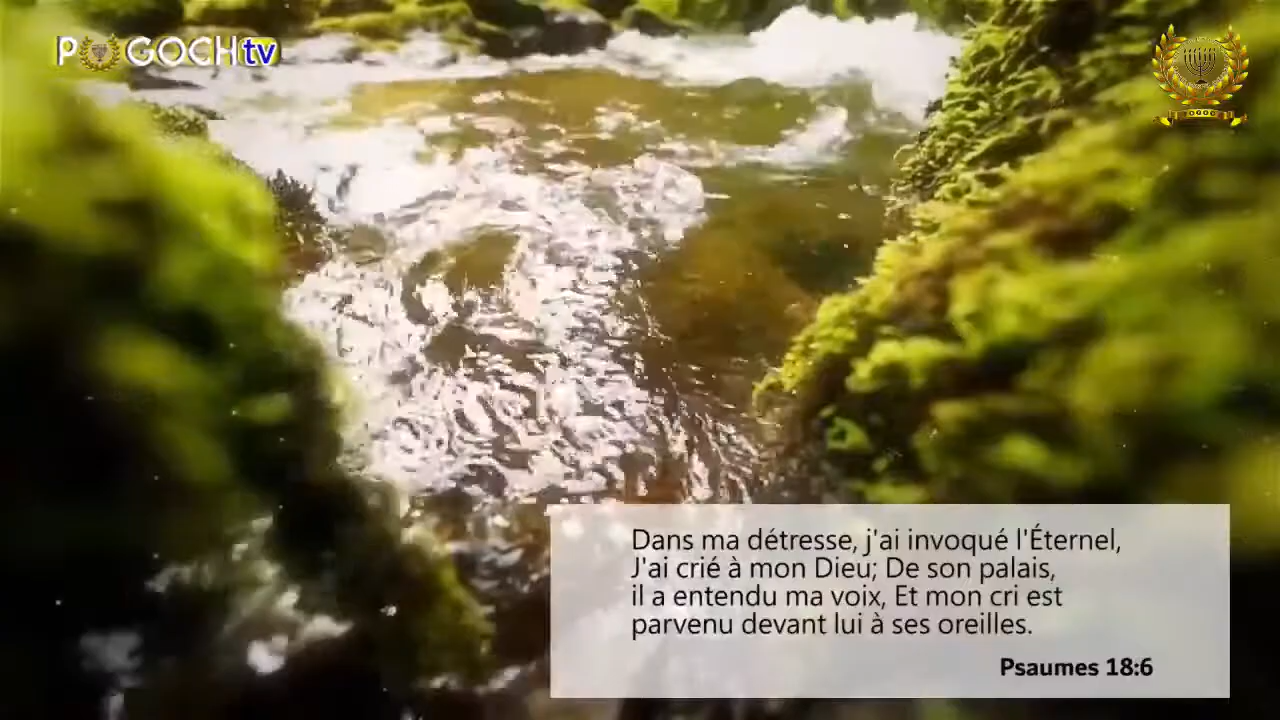 POGOCHtv
Dans ma détresse, j'ai invoqué l'Éternel,
J'ai crié à mon Dieu; De son palais,
il a entendu ma voix, Et mon cri est
parvenu devant lui à ses oreilles.
Psaumes 18:6